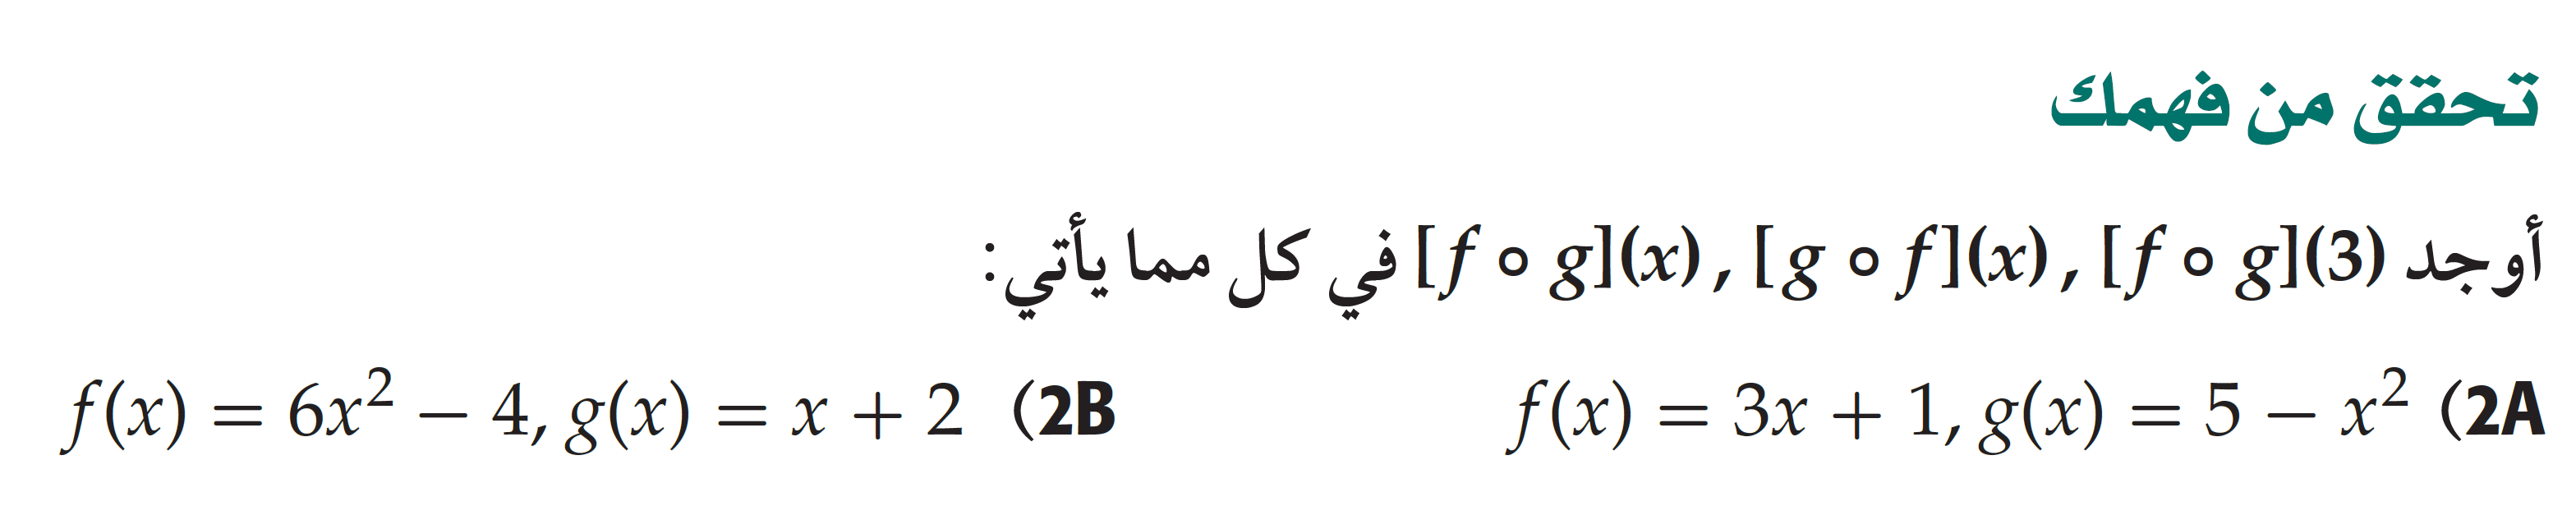 تحقق من فهمك
أوجد [f ∘ g](x), [g ∘ f](x), [f ∘ g](3) في كل مما يأتي:
(2A f(x) = 3x + 1, g(x) = 5 − x² (2B f(x) = 6x² − 4, g(x) = x + 2